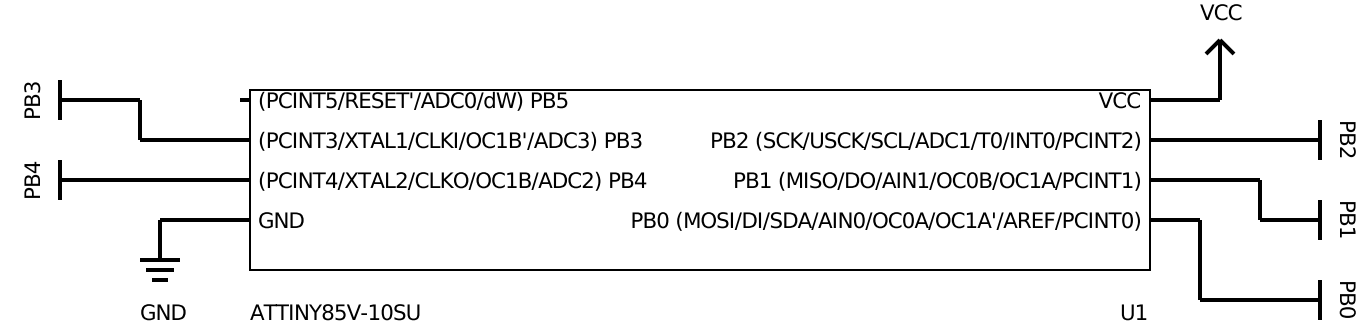 VCC
PB3
(PCINT5/RESET'/ADC0/dW) PB5
VCC
(PCINT3/XTAL1/CLKI/OC1B'/ADC3) PB3
PB2 (SCK/USCK/SCL/ADC1/T0/INT0/PCINT2)
PB2
PB4
(PCINT4/XTAL2/CLKO/OC1B/ADC2) PB4
PB1 (MISO/DO/AIN1/OC0B/OC1A/PCINT1)
GND
PB0 (MOSI/DI/SDA/AIN0/OC0A/OC1A'/AREF/PCINT0)
PB1
GND
ATTINY85V-10SU
U1
PB0